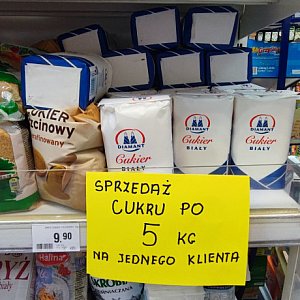 CUKIER
DIAMANT
Cukier
BIAŁY
DIAMANT
Cukier
BIAŁY
DIAMANT
Cukier
BIAŁY
SPRZEDAŻ
CUKRU PO
5 KG
NA JEDNEGO KLIENTA
9.90
Halina